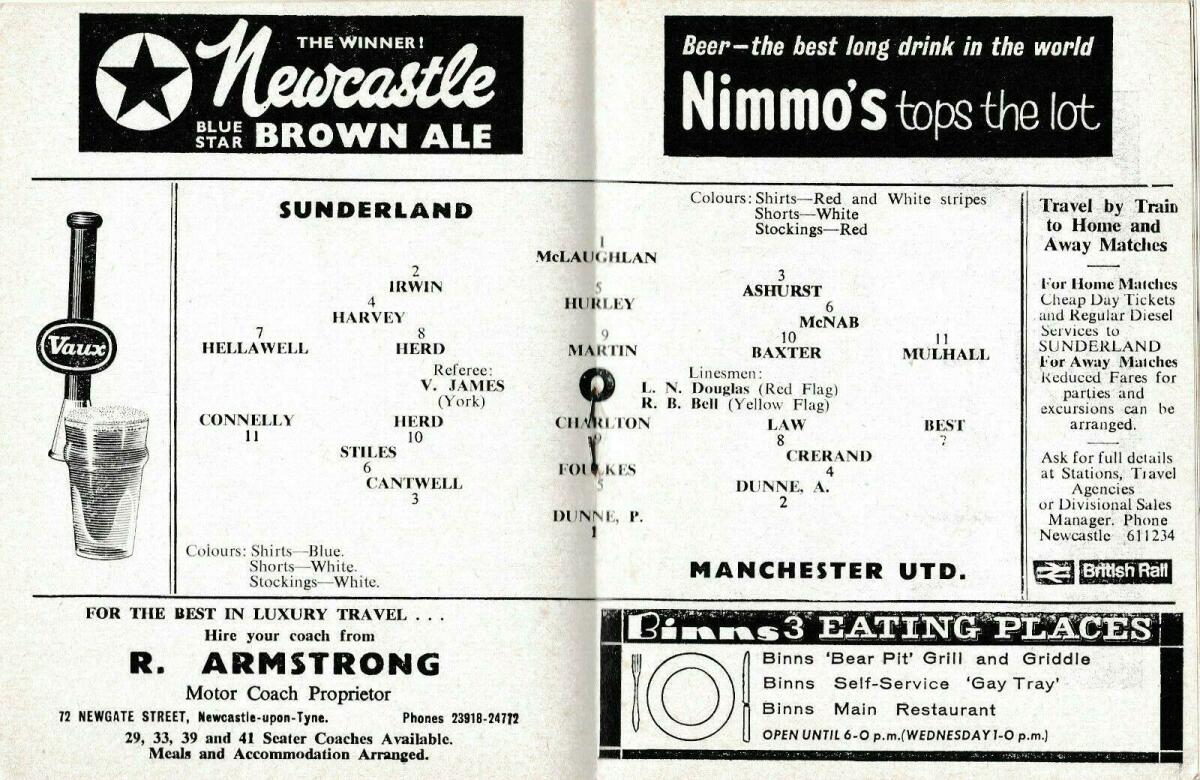 THE WINNER!
Newcastle
BLUE STAR BROWN ALE
Beer—the best long drink in the world
Nimmo's tops the lot
Vaux
SUNDERLAND
Colours: Shirts—Red and White stripes
Shorts—White
Stockings—Red
1
McLAUGHLAN
2
IRWIN
5
HURLEY
3
ASHURST
4
HARVEY
6
McNAB
7
HELLAWELL
8
HERD
9
MARTIN
10
BAXTER
11
MULHALL
Referee:
V. JAMES
(York)
Linesmen:
L. N. Douglas (Red Flag)
R. B. Bell (Yellow Flag)
CONNELLY
11
HERD
10
CHARLTON
9
LAW
8
BEST
7
STILES
6
FOULKES
5
CRERAND
4
CANTWELL
3
DUNNE, A.
2
DUNNE, P.
1
Colours: Shirts—Blue.
Shorts—White.
Stockings—White.
MANCHESTER UTD.
Travel by Train
to Home and
Away Matches
For Home Matches
Cheap Day Tickets
and Regular Diesel
Services to
SUNDERLAND
For Away Matches
Reduced Fares for
parties and
excursions can be
arranged.
Ask for full details
at Stations, Travel
Agencies
or Divisional Sales
Manager. Phone
Newcastle 611234
British Rail
FOR THE BEST IN LUXURY TRAVEL . . .
Hire your coach from
R. ARMSTRONG
Motor Coach Proprietor
72 NEWGATE STREET, Newcastle-upon-Tyne. Phones 23918-24772
29, 33, 39 and 41 Seater Coaches Available.
Meals and Accommodation Arranged.
Binns 3 EATING PLACES
Binns 'Bear Pit' Grill and Griddle
Binns Self-Service 'Gay Tray'
Binns Main Restaurant
OPEN UNTIL 6-0 p.m. (WEDNESDAY 1-0 p.m.)